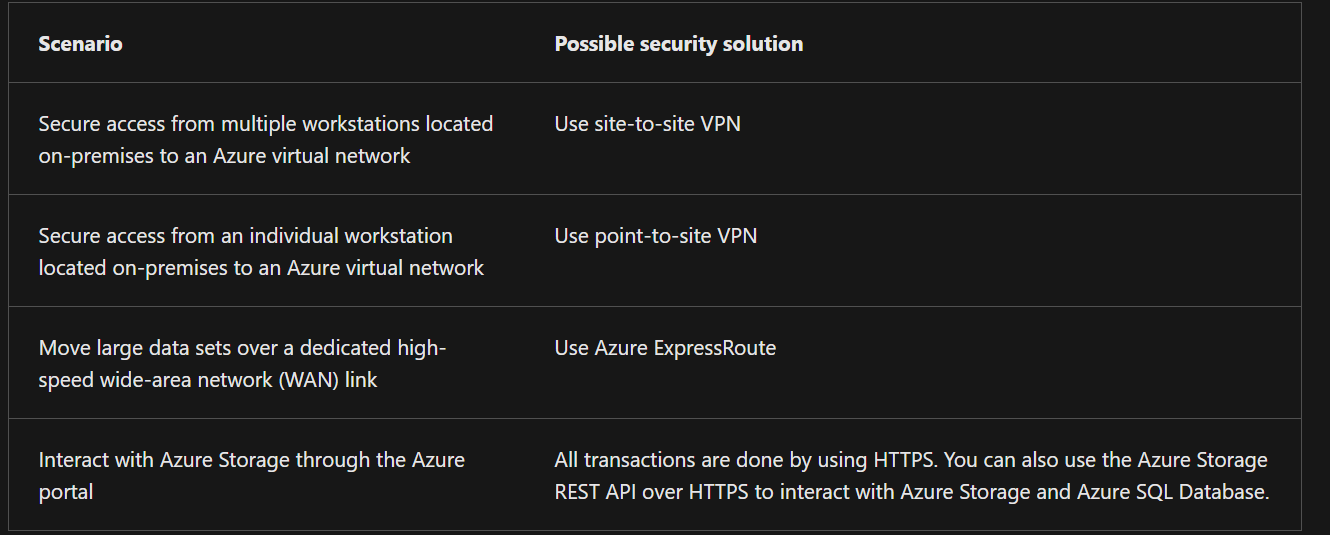 Scenario
Possible security solution
Secure access from multiple workstations located
on-premises to an Azure virtual network
Use site-to-site VPN
Secure access from an individual workstation
located on-premises to an Azure virtual network
Use point-to-site VPN
Move large data sets over a dedicated high-
speed wide-area network (WAN) link
Use Azure ExpressRoute
Interact with Azure Storage through the Azure
portal
All transactions are done by using HTTPS. You can also use the Azure Storage
REST API over HTTPS to interact with Azure Storage and Azure SQL Database.